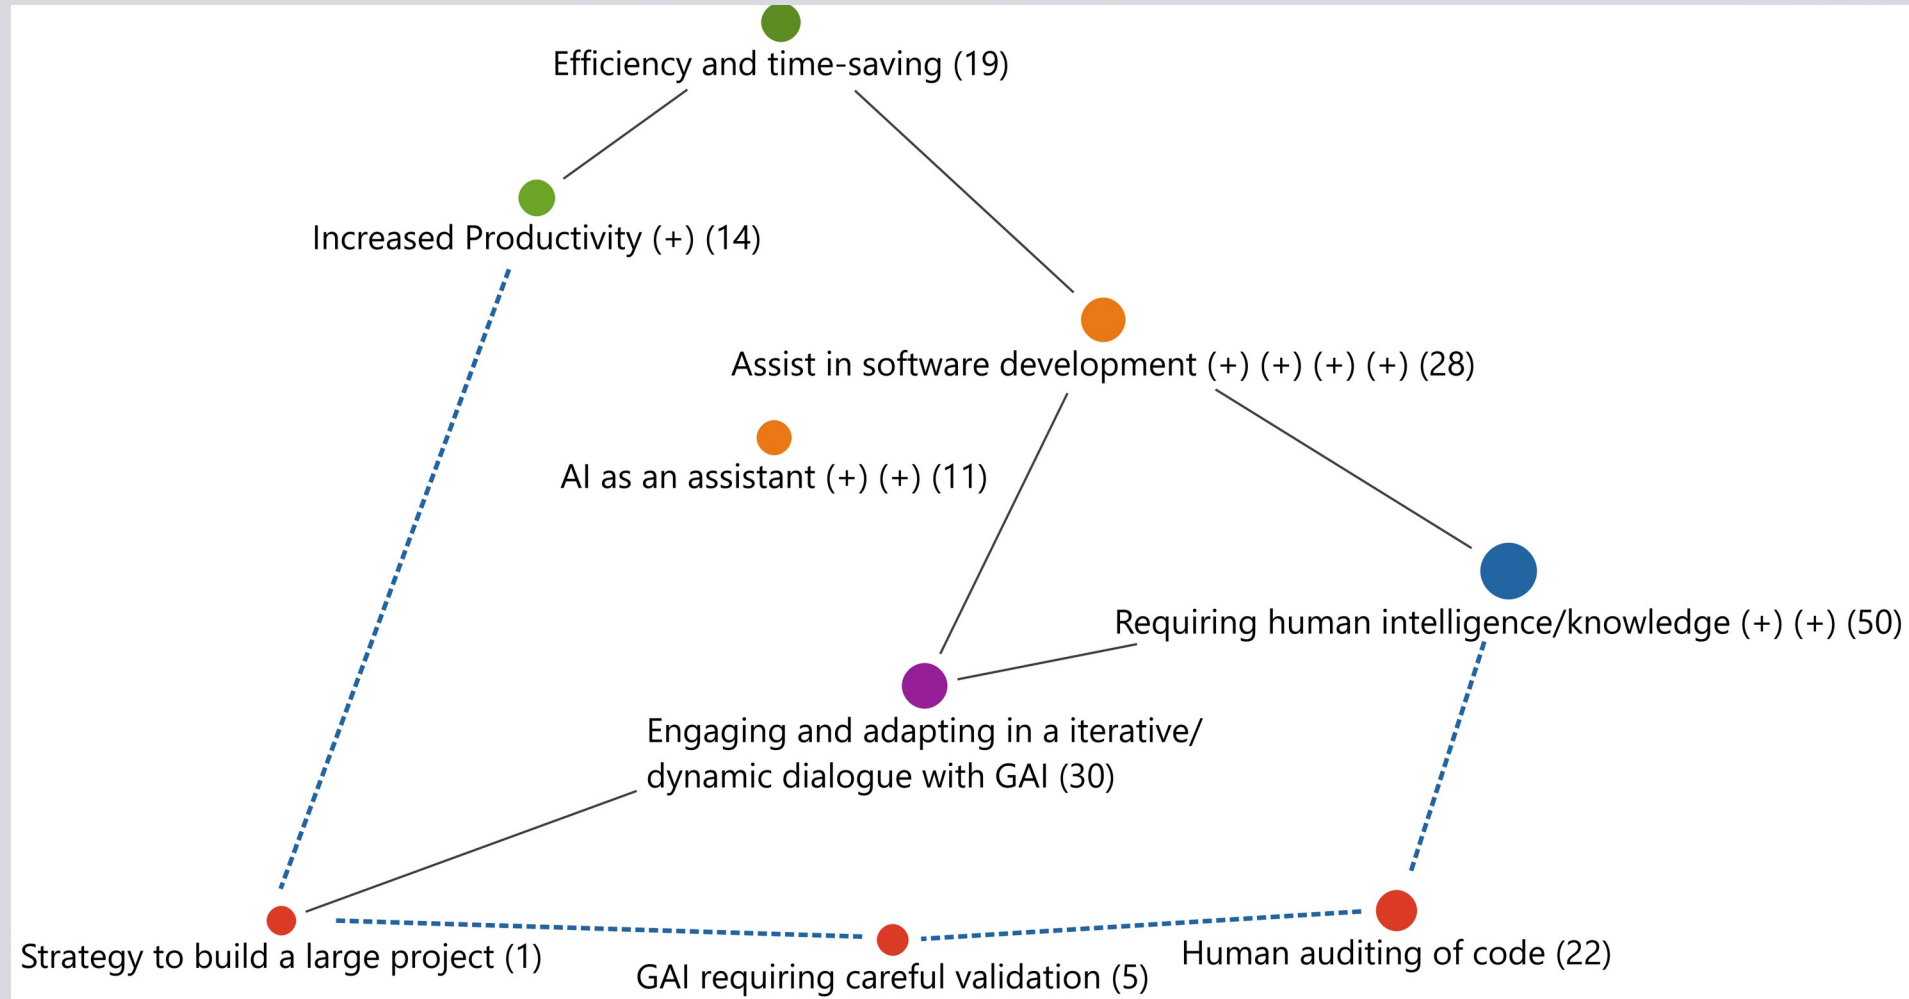 Efficiency and time-saving (19)
Increased Productivity (+) (14)
Assist in software development (+) (+) (+) (+) (28)
AI as an assistant (+) (+) (11)
Requiring human intelligence/knowledge (+) (+) (50)
Engaging and adapting in a iterative/
dynamic dialogue with GAI (30)
Strategy to build a large project (1)
GAI requiring careful validation (5)
Human auditing of code (22)